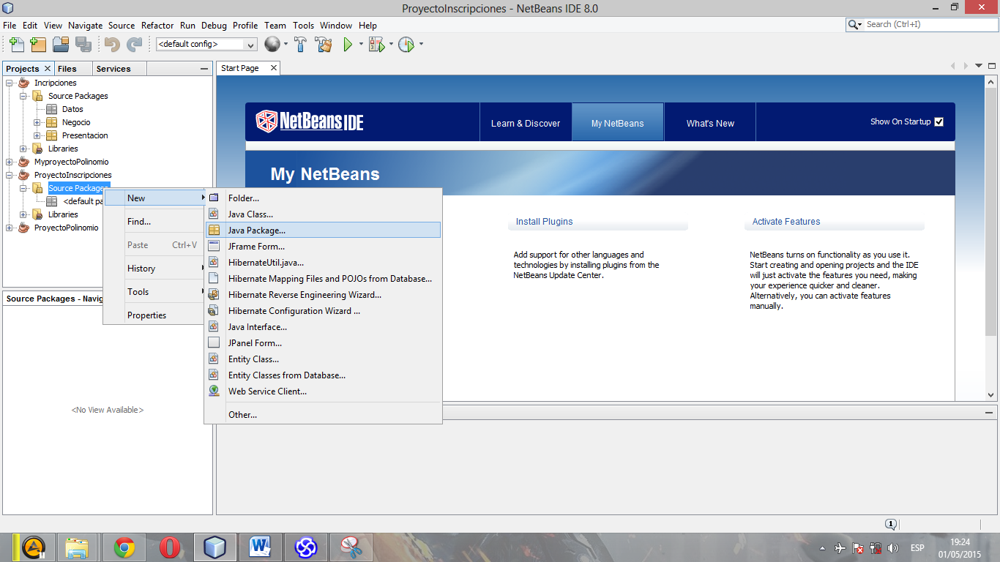 ProyectoInscripciones - NetBeans IDE 8.0
File Edit View Navigate Source Refactor Run Debug Profile Team Tools Window Help
Search (Ctrl+I)
<default config>
Projects Files Services
Start Page
Incripciones
Source Packages
Datos
Negocio
Presentacion
Libraries
MyproyectoPolinomio
ProyectoInscripciones
Source Packages
<default pa
Libraries
ProyectoPolinomio
NetBeans IDE
Learn & Discover
My NetBeans
What's New
Show On Startup
My NetBeans
New
Find...
Paste Ctrl+V
History
Tools
Properties
Folder...
Java Class...
Java Package...
JFrame Form...
HibernateUtil.java...
Hibernate Mapping Files and POJOs from Database...
Hibernate Reverse Engineering Wizard...
Hibernate Configuration Wizard ...
Java Interface...
JPanel Form...
Entity Class...
Entity Classes from Database...
Web Service Client...
Other...
Install Plugins
Add support for other languages and
technologies by installing plugins from the
NetBeans Update Center.
Activate Features
NetBeans turns on functionality as you use it.
Start creating and opening projects and the IDE
will just activate the features you need, making
your experience quicker and cleaner.
Alternatively, you can activate features
manually.
Source Packages - Navig
<No View Available>
1
ESP
19:24
01/05/2015